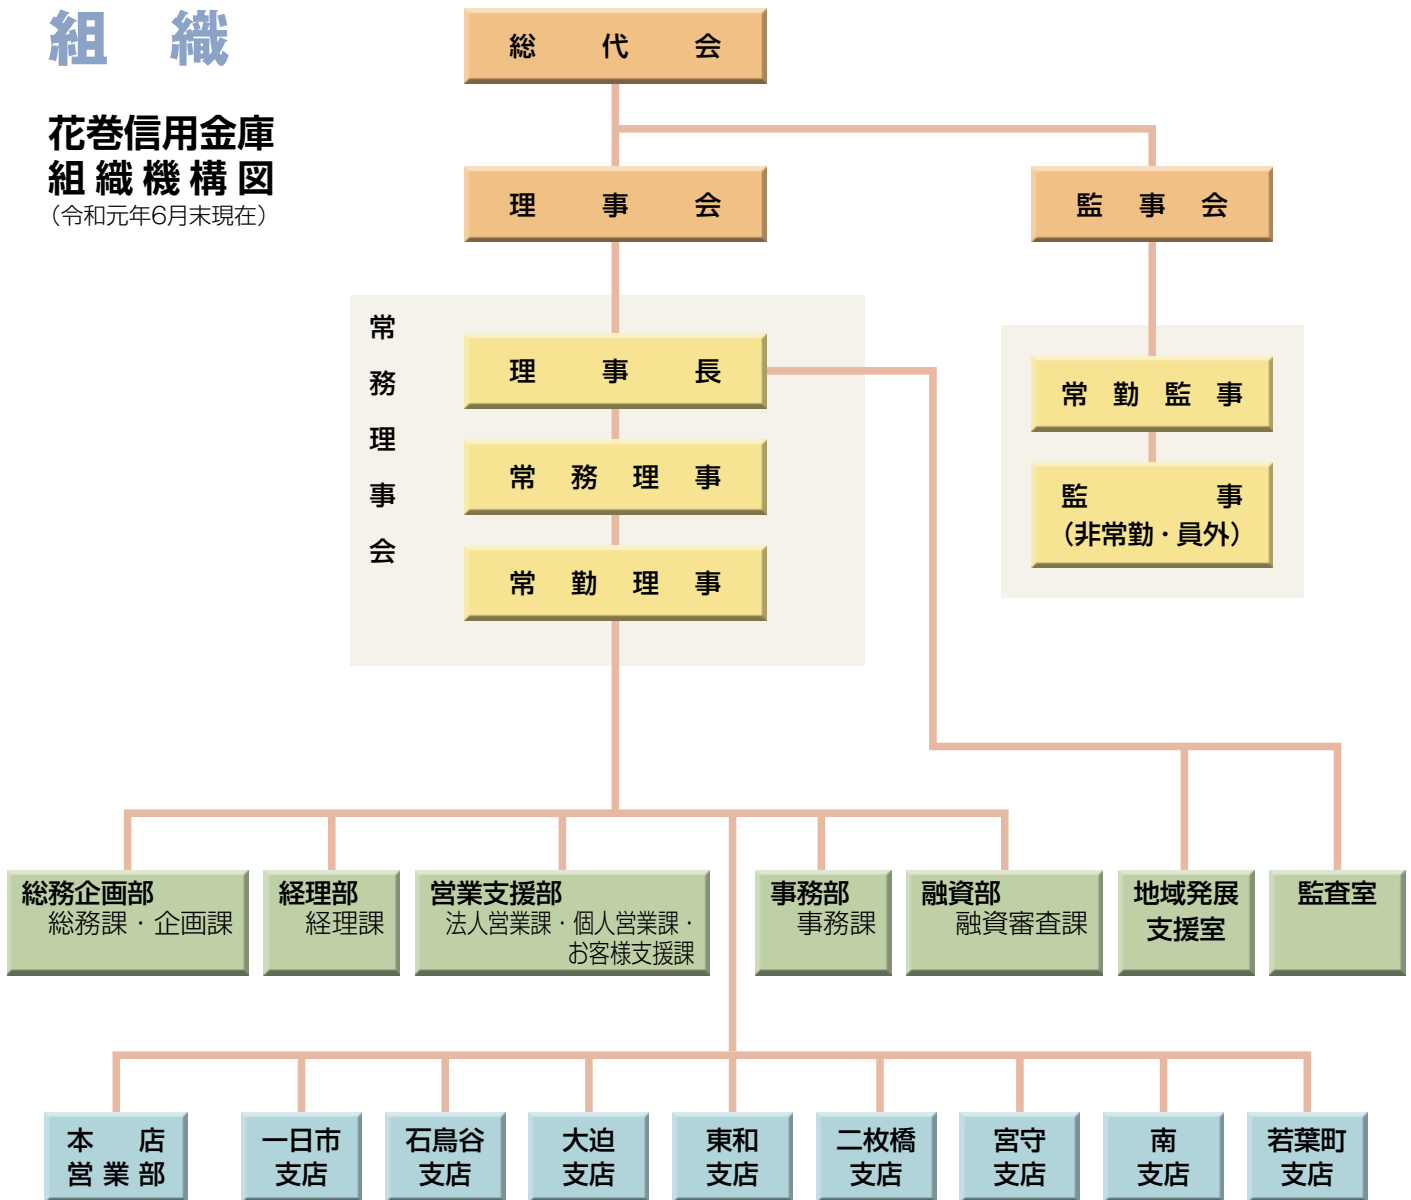 組　織
花巻信用金庫
組織機構図
（令和元年6月末現在）
総代会
理事会
監事会
常務理事会
理事長
常務理事
常勤理事
常勤監事
監事
（非常勤・員外）
総務企画部
総務課・企画課
経理部
経理課
営業支援部
法人営業課・個人営業課・
お客様支援課
事務部
事務課
融資部
融資審査課
地域発展
支援室
監査室
本店
営業部
一日市
支店
石鳥谷
支店
大迫
支店
東和
支店
二枚橋
支店
宮守
支店
南
支店
若葉町
支店